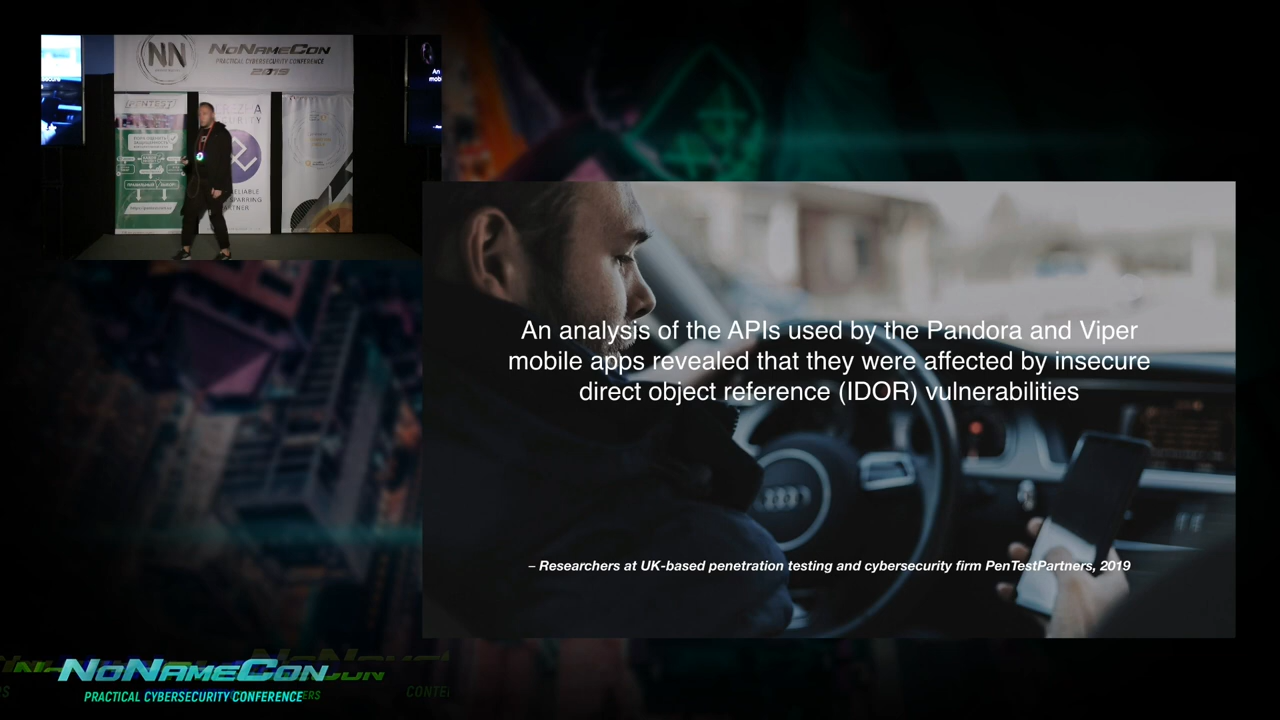 NN
NoNameCon
PRACTICAL CYBERSECURITY CONFERENCE
2019
PENTEST
An
mob
RELIABLE
SPARRING
PARTNER
An analysis of the APIs used by the Pandora and Viper
mobile apps revealed that they were affected by insecure
direct object reference (IDOR) vulnerabilities
– Researchers at UK-based penetration testing and cybersecurity firm PenTestPartners, 2019
NoNameCon
PRACTICAL CYBERSECURITY CONFERENCE